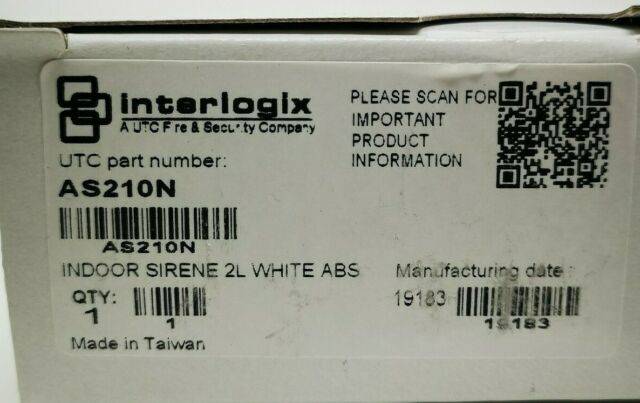 interlogix
A UTC Fire & Security Company
PLEASE SCAN FOR
IMPORTANT
PRODUCT
INFORMATION
UTC part number:
AS210N
AS210N
INDOOR SIRENE 2L WHITE ABS
Manufacturing date :
QTY:
1
1
19183
19183
Made in Taiwan